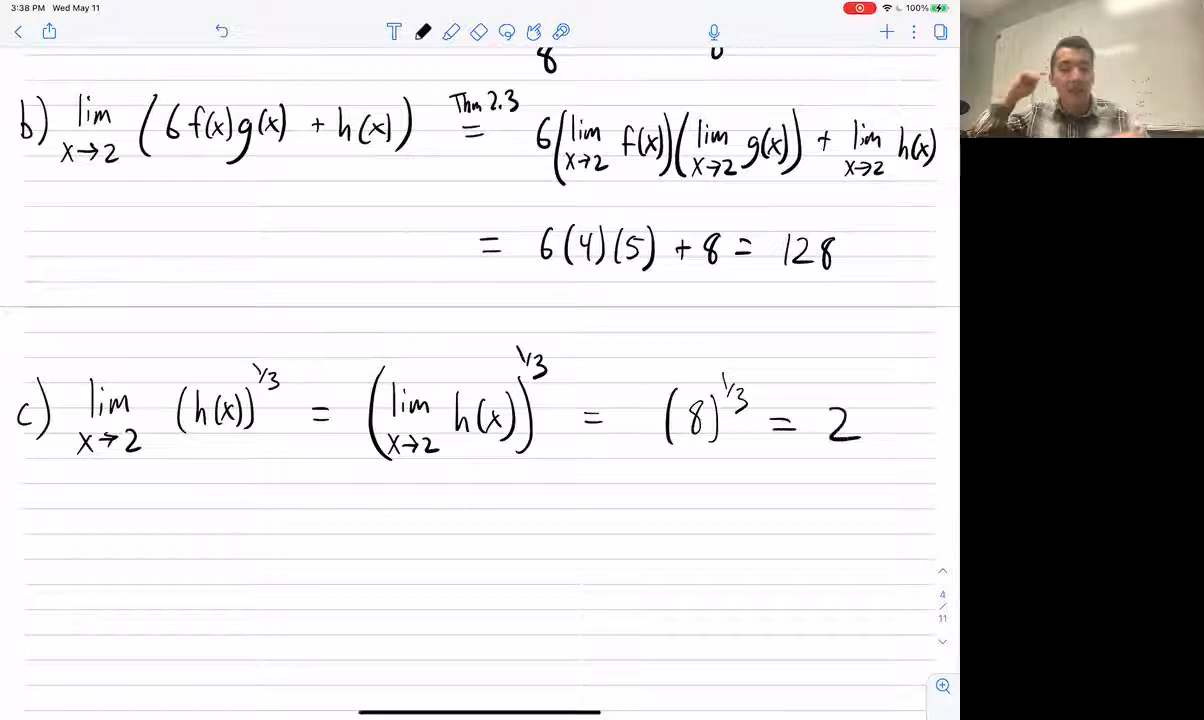 3:38 PM Wed May 11 100%
8
b) lim x→2 (6 f(x)g(x) + h(x)) Thm 2.3 = 6(lim x→2 f(x))(lim x→2 g(x)) + lim x→2 h(x)
= 6(4)(5) + 8 = 128
c) lim x→2 (h(x))^1/3 = (lim x→2 h(x))^1/3 = (8)^1/3 = 2
4
/
11